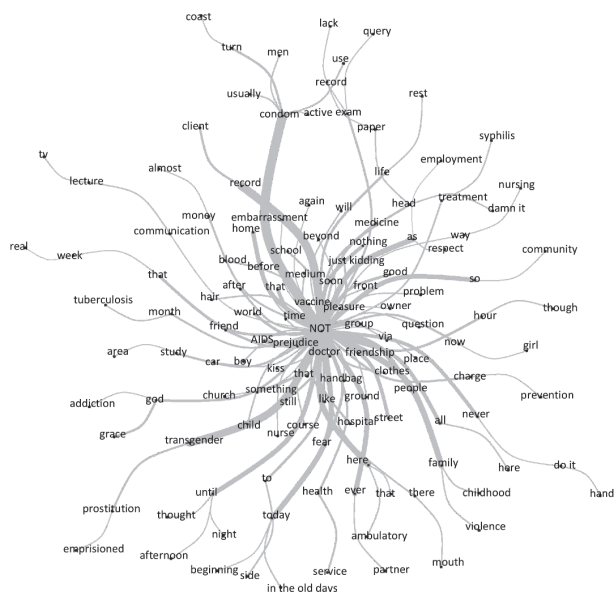 coast
lack
query
turn
men
use
record
usually
rest
condom
active exam
client
paper
syphilis
tv
almost
life
employment
lecture
record
nursing
again
will
head
treatment
damn it
money
embarrassment
medicine
communication
home
beyond
nothing
as
way
real
week
school
respect
blood
before
just kidding
community
that
medium
soon
good
so
after
that
front
problem
tuberculosis
hair
vaccine
pleasure
owner
hour
though
month
world
time
friend
NOT
group
question
area
study
AIDS
prejudice
via
now
girl
doctor
friendship
place
car
boy
kiss
clothes
that
handbag
people
charge
something
prevention
addiction
god
church
still
like
ground
grace
child
course
hospital
street
all
never
transgender
nurse
fear
here
family
here
do it
to
until
health
ever
that
there
childhood
hand
prostitution
thought
today
night
violence
emprisioned
afternoon
ambulatory
beginning
side
service
partner
mouth
in the old days